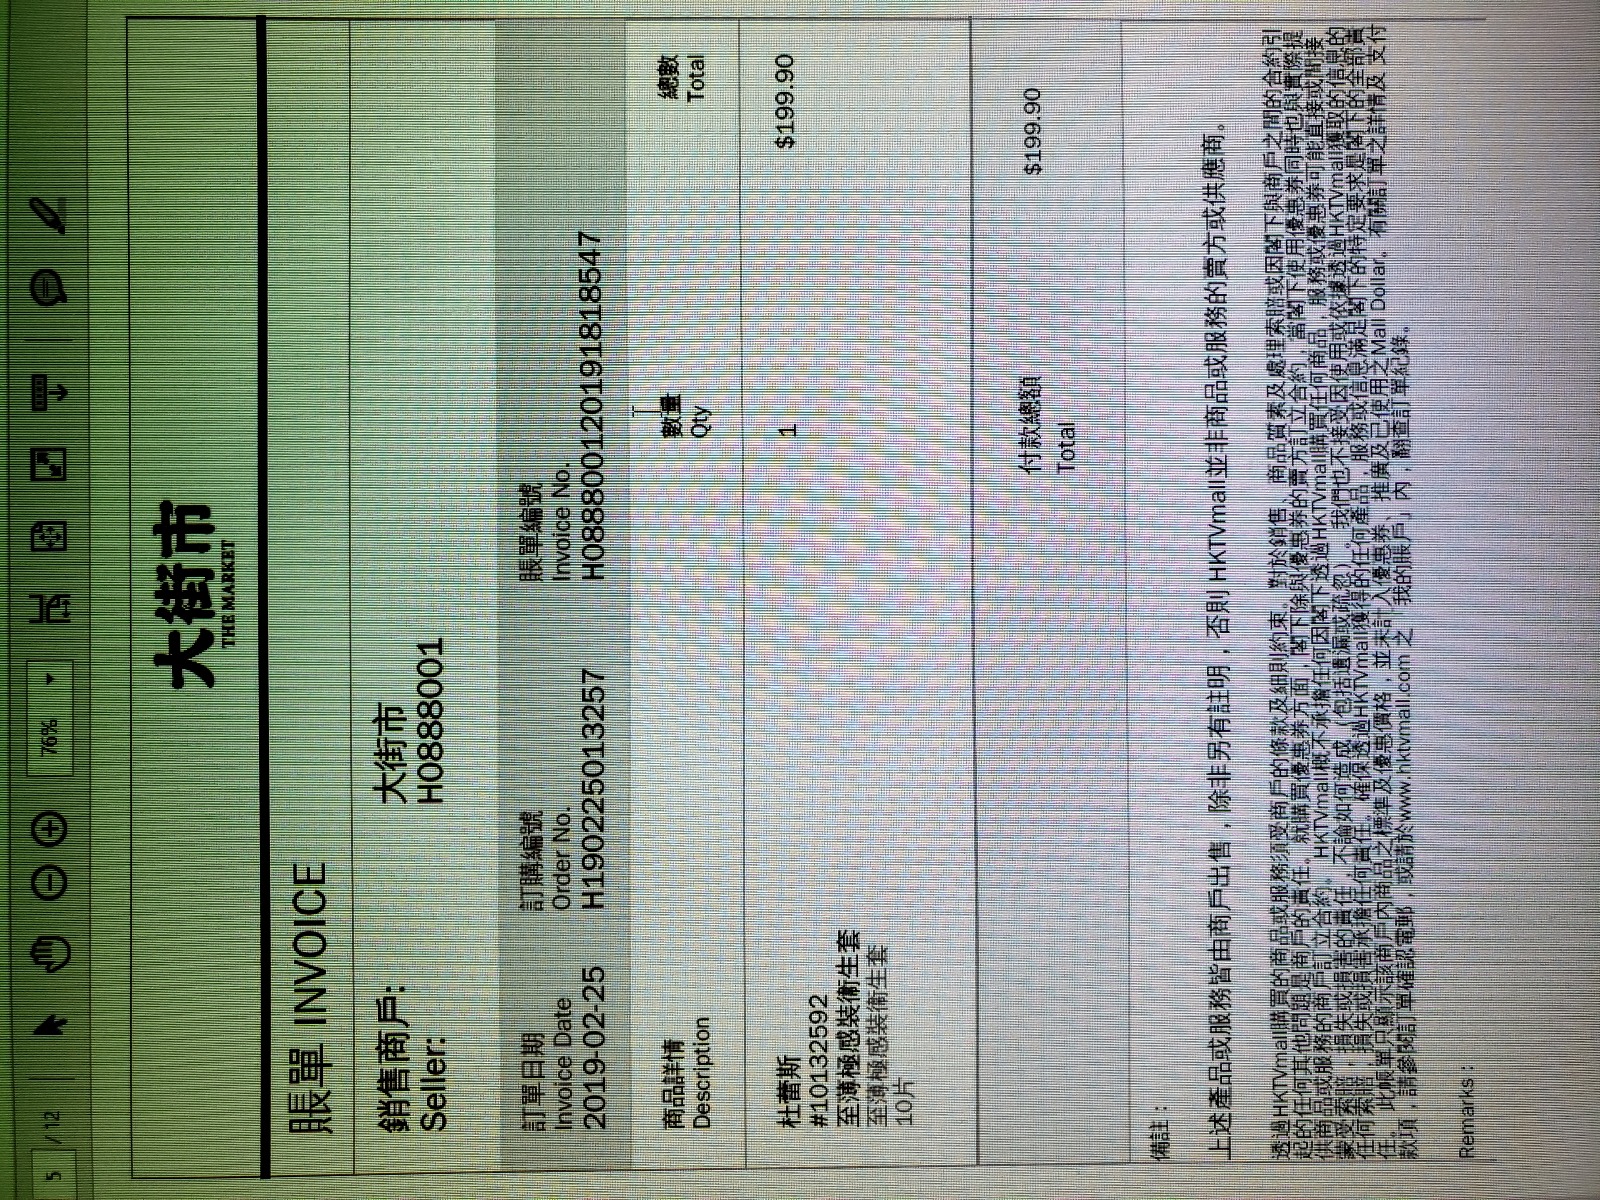 5 / 12
76%
大街市
THE MARKET
賬單 INVOICE
銷售商戶: 大街市
Seller: H0888001
訂單日期 訂購編號 賬單編號
Invoice Date Order No. Invoice No.
2019-02-25 H190225013257 H08880012019181 8547
商品詳情 數量 總數
Description Qty Total
杜蕾斯 1 $199.90
#10132592
至薄極感裝衞生套
至薄極感裝衞生套
10片
付款總額 $199.90
Total
備註 :
上述產品或服務皆由商戶出售，除非另有註明，否則 HKTVmall並非商品或服務的賣方或供應商。
透過HKTVmall購買的商品或服務須受商戶的條款及細則約束。對於銷售、商品質素及處理索賠或因閣下與商戶之間的合約引
起的任何其他問題是商戶的責任。就購買優惠券方面，閣下除與優惠券的賣方訂立合約，當閣下使用優惠券同時也與實際提
供商品或服務的商戶訂立合約。HKTVmall概不承擔任何因閣下透過HKTVmall購買任何商品，服務或優惠券可能直接或間接
蒙受索賠，損失或損害的責任，不論如何造成（包括遺漏或疏忽）。我們也不接受因使用或依據透過HKTVmall獲取的信息的
任何索賠，損失或損害承擔任何責任。確保透過HKTVmall獲得的任何產品，服務或信息滿足閣下的特定要求是閣下的全部責
任。 此帳單只顯示該商戶內商品之標準及優惠價格，並未計入優惠券、推廣及已使用之Mall Dollar。有關訂單之詳情及 支付
款項，請參閱訂單確認電郵，或請於www.hktvmall.com 之「我的賬戶」內，翻查訂單紀錄。
Remarks :